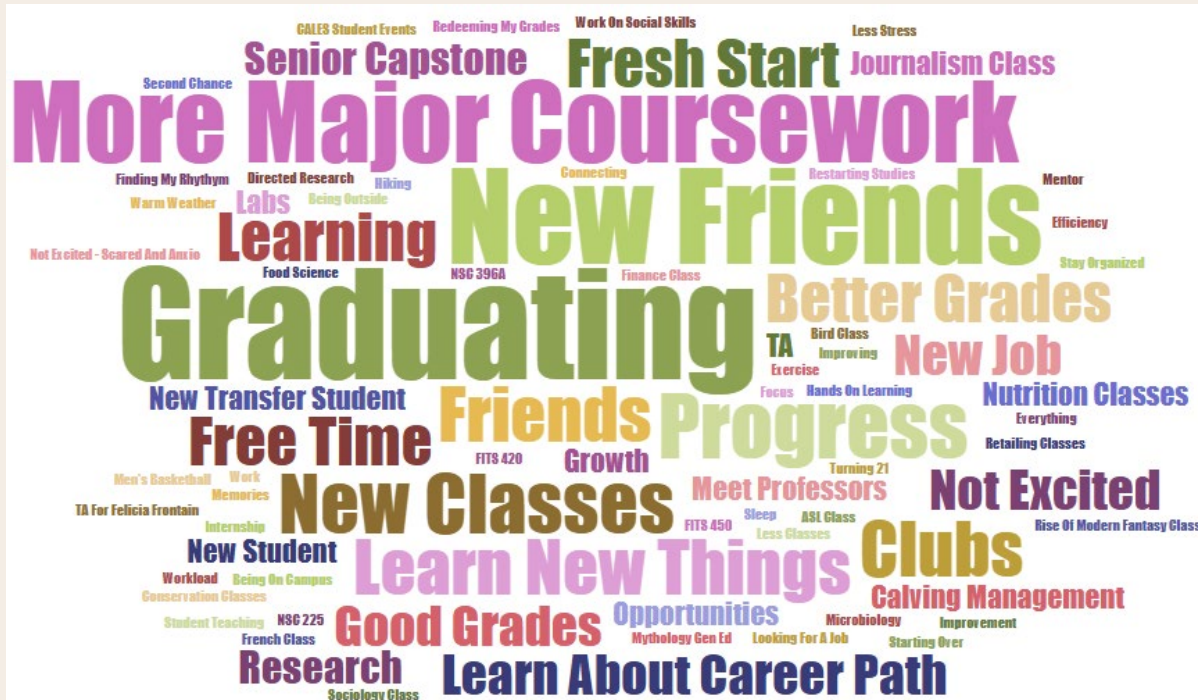 CALES Student Events
Redeeming My Grades
Work On Social Skills
Less Stress
Senior Capstone
Fresh Start
Journalism Class
Second Chance
More Major Coursework
Finding My Rhythym
Directed Research
Hiking
Connecting
Restarting Studies
Mentor
Warm Weather
Labs
Being Outside
New Friends
Efficiency
Learning
Not Excited - Scared And Anxio
Food Science
NSC 396A
Finance Class
Stay Organized
Graduating
Better Grades
TA
Bird Class
Improving
Exercise
New Job
New Transfer Student
Friends
Focus
Hands On Learning
Nutrition Classes
Progress
Everything
Free Time
FITS 420
Growth
Retailing Classes
Turning 21
Men's Basketball
Work
Memories
New Classes
Meet Professors
Not Excited
TA For Felicia Frontain
Internship
FITS 450
Sleep
ASL Class
Less Classes
Rise Of Modern Fantasy Class
New Student
Learn New Things
Clubs
Workload
Being On Campus
Conservation Classes
Calving Management
Student Teaching
NSC 225
Good Grades
Opportunities
Microbiology
Improvement
French Class
Mythology Gen Ed
Looking For A Job
Starting Over
Research
Learn About Career Path
Sociology Class